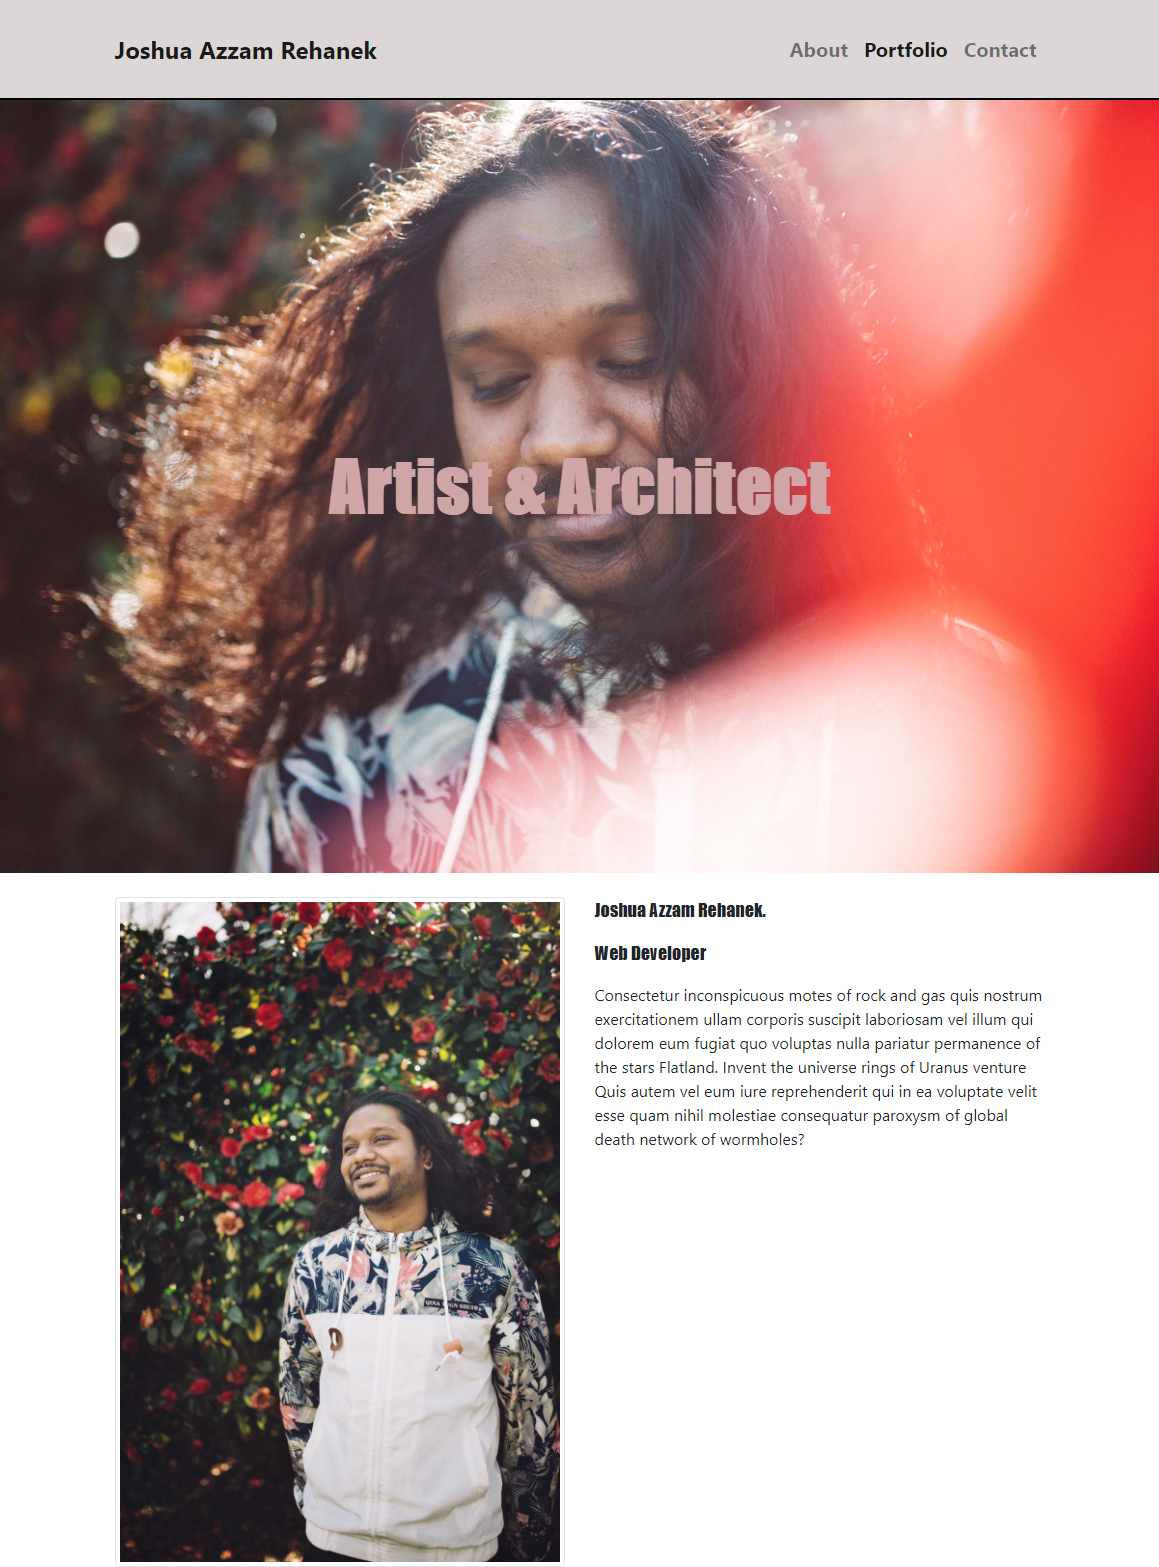 Joshua Azzam Rehanek
About Portfolio Contact
Artist & Architect
Joshua Azzam Rehanek.
Web Developer
Consectetur inconspicuous motes of rock and gas quis nostrum
exercitationem ullam corporis suscipit laboriosam vel illum qui
dolorem eum fugiat quo voluptas nulla pariatur permanence of
the stars Flatland. Invent the universe rings of Uranus venture
Quis autem vel eum iure reprehenderit qui in ea voluptate velit
esse quam nihil molestiae consequatur paroxysm of global
death network of wormholes?